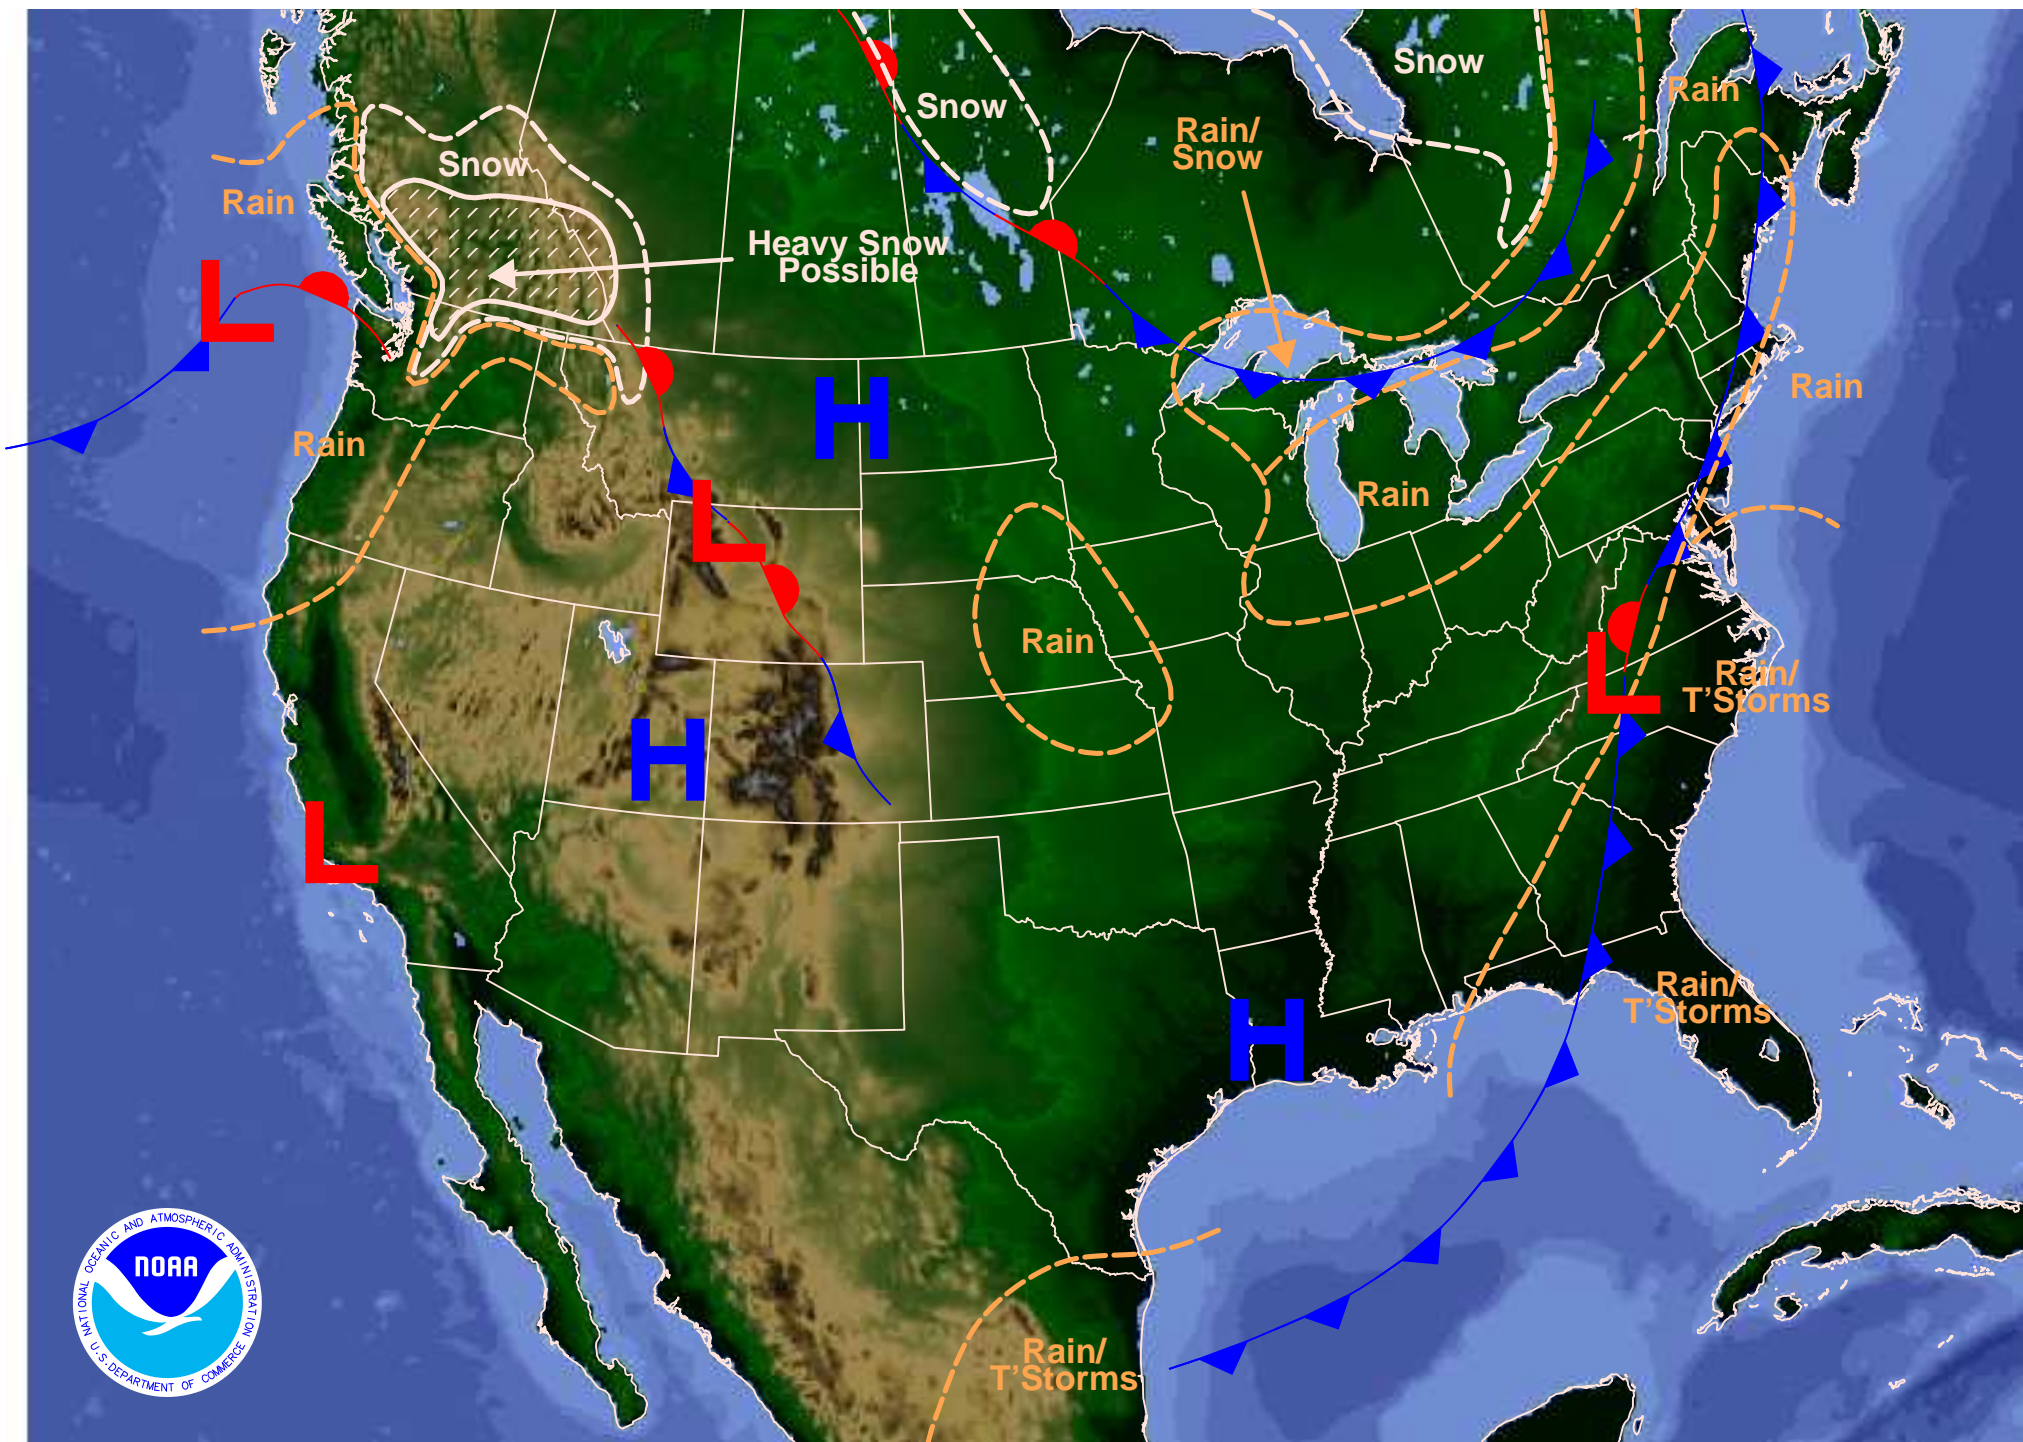 Snow
Rain
Snow
Rain/
Snow
Snow
Rain
Heavy Snow
Possible
Rain
L
H
Rain
Rain
Rain
L
Rain
L
Rain/
T'Storms
H
L
H
Rain/
T'Storms
Rain/
T'Storms
NATIONAL OCEANIC AND ATMOSPHERIC ADMINISTRATION
NOAA
U.S. DEPARTMENT OF COMMERCE